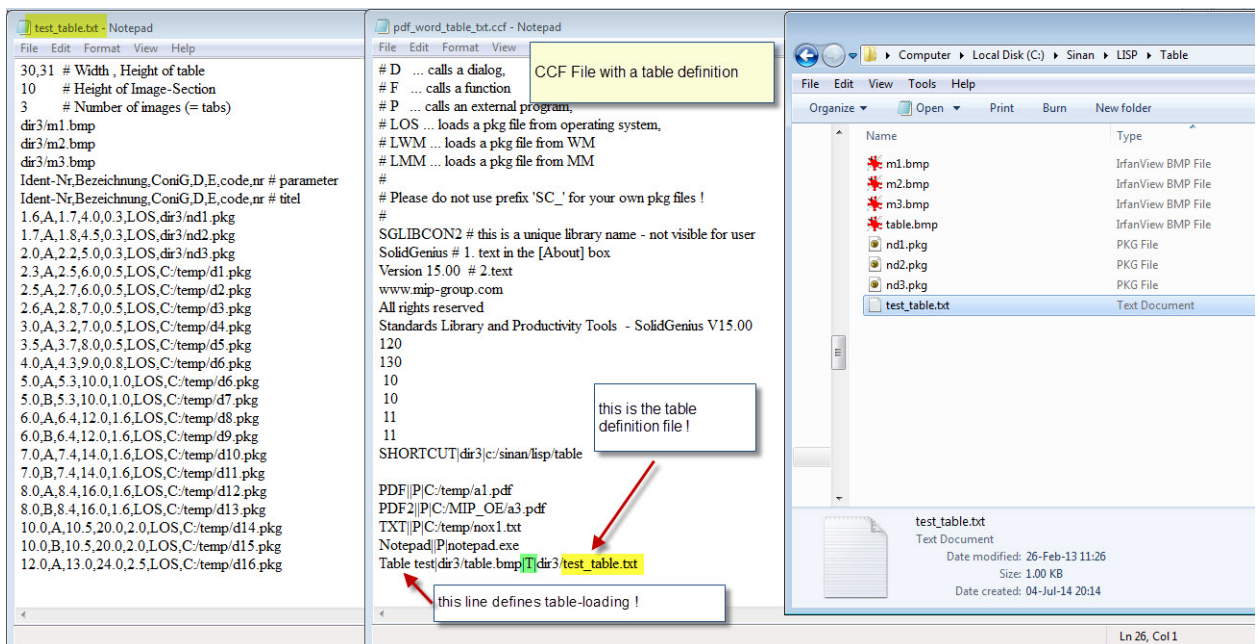 test_table.txt - Notepad
File Edit Format View Help
30,31 # Width , Height of table
10 # Height of Image-Section
3 # Number of images (= tabs)
dir3/m1.bmp
dir3/m2.bmp
dir3/m3.bmp
Ident-Nr,Bezeichnung,ConiG,D,E,code,nr # parameter
Ident-Nr,Bezeichnung,ConiG,D,E,code,nr # titel
1.6,A,1.7,4.0,0.3,LOS,dir3/nd1.pkg
1.7,A,1.8,4.5,0.3,LOS,dir3/nd2.pkg
2.0,A,2.2,5.0,0.3,LOS,dir3/nd3.pkg
2.3,A,2.5,6.0,0.5,LOS,C:/temp/d1.pkg
2.5,A,2.7,6.0,0.5,LOS,C:/temp/d2.pkg
2.6,A,2.8,7.0,0.5,LOS,C:/temp/d3.pkg
3.0,A,3.2,7.0,0.5,LOS,C:/temp/d4.pkg
3.5,A,3.7,8.0,0.5,LOS,C:/temp/d5.pkg
4.0,A,4.3,9.0,0.8,LOS,C:/temp/d6.pkg
5.0,A,5.3,10.0,1.0,LOS,C:/temp/d6.pkg
5.0,B,5.3,10.0,1.0,LOS,C:/temp/d7.pkg
6.0,A,6.4,12.0,1.6,LOS,C:/temp/d8.pkg
6.0,B,6.4,12.0,1.6,LOS,C:/temp/d9.pkg
7.0,A,7.4,14.0,1.6,LOS,C:/temp/d10.pkg
7.0,B,7.4,14.0,1.6,LOS,C:/temp/d11.pkg
8.0,A,8.4,16.0,1.6,LOS,C:/temp/d12.pkg
8.0,B,8.4,16.0,1.6,LOS,C:/temp/d13.pkg
10.0,A,10.5,20.0,2.0,LOS,C:/temp/d14.pkg
10.0,B,10.5,20.0,2.0,LOS,C:/temp/d15.pkg
12.0,A,13.0,24.0,2.5,LOS,C:/temp/d16.pkg
pdf_word_table_txt.ccf - Notepad
File Edit Format View
CCF File with a table definition
# D ... calls a dialog,
# F ... calls a function
# P ... calls an external program,
# LOS ... loads a pkg file from operating system,
# LWM ... loads a pkg file from WM
# LMM ... loads a pkg file from MM
#
# Please do not use prefix 'SC_' for your own pkg files !
#
SGLIBCON2 # this is a unique library name - not visible for user
SolidGenius # 1. text in the [About] box
Version 15.00 # 2.text
www.mip-group.com
All rights reserved
Standards Library and Productivity Tools - SolidGenius V15.00
120
130
10
10
11
11
SHORTCUT|dir3|c:/sinan/lisp/table
this is the table
definition file !
PDF||P|C:/temp/a1.pdf
PDF2||P|C:/MIP_OE/a3.pdf
TXT||P|C:/temp/nox1.txt
Notepad||P|notepad.exe
Table test|dir3/table.bmp|T|dir3/test_table.txt
this line defines table-loading !
Computer Local Disk (C:) Sinan LISP Table
File Edit View Tools Help
Organize Open Print Burn New folder
Name Type
m1.bmp IrfanView BMP File
m2.bmp IrfanView BMP File
m3.bmp IrfanView BMP File
table.bmp IrfanView BMP File
nd1.pkg PKG File
nd2.pkg PKG File
nd3.pkg PKG File
test_table.txt Text Document
test_table.txt
Text Document
Date modified: 26-Feb-13 11:26
Size: 1.00 KB
Date created: 04-Jul-14 20:14
Ln 26, Col 1